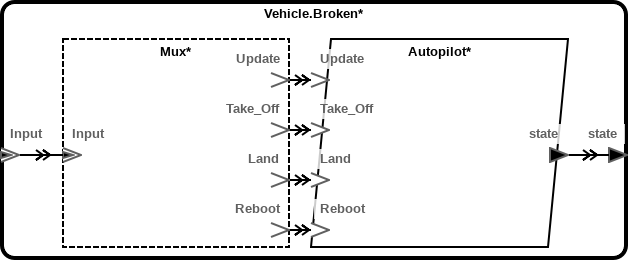 Vehicle.Broken*
Mux*
Autopilot*
Update
Update
Take_Off
Take_Off
Input
Input
state
state
Land
Land
Reboot
Reboot